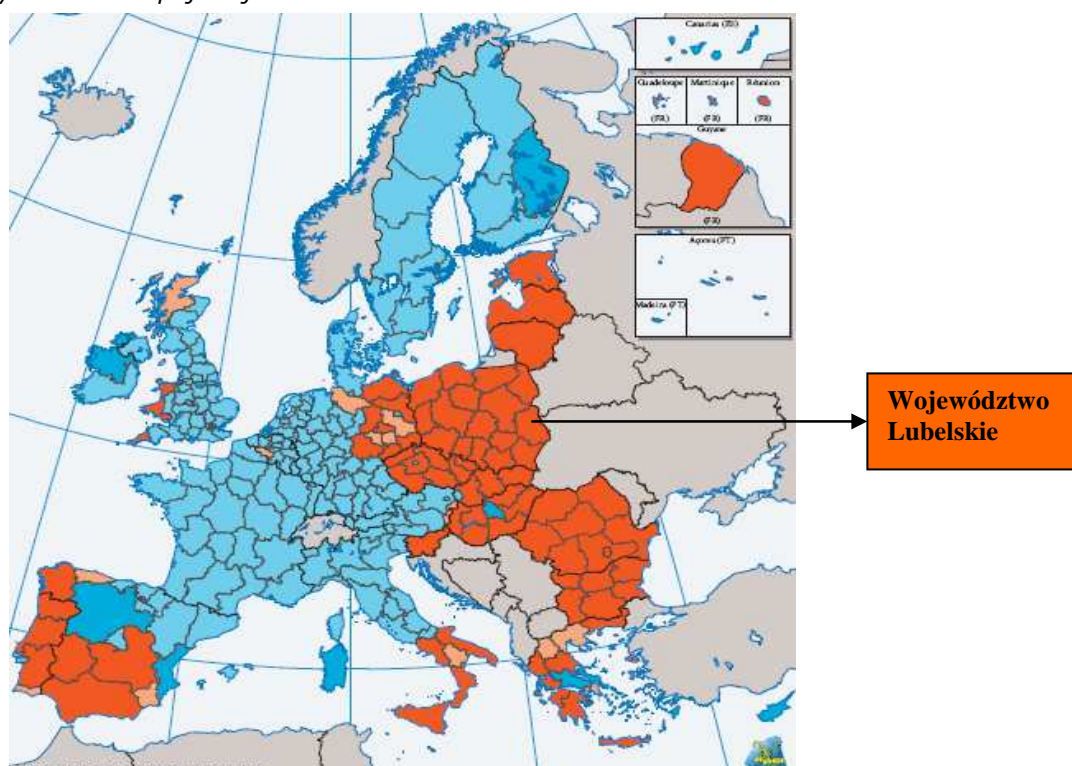 Canarias (ES)
Guadeloupe Martinique Réunion
(FR) (FR) (FR)
Guyane
(FR)
Açores (PT)
Madeira (PT)
Województwo
Lubelskie